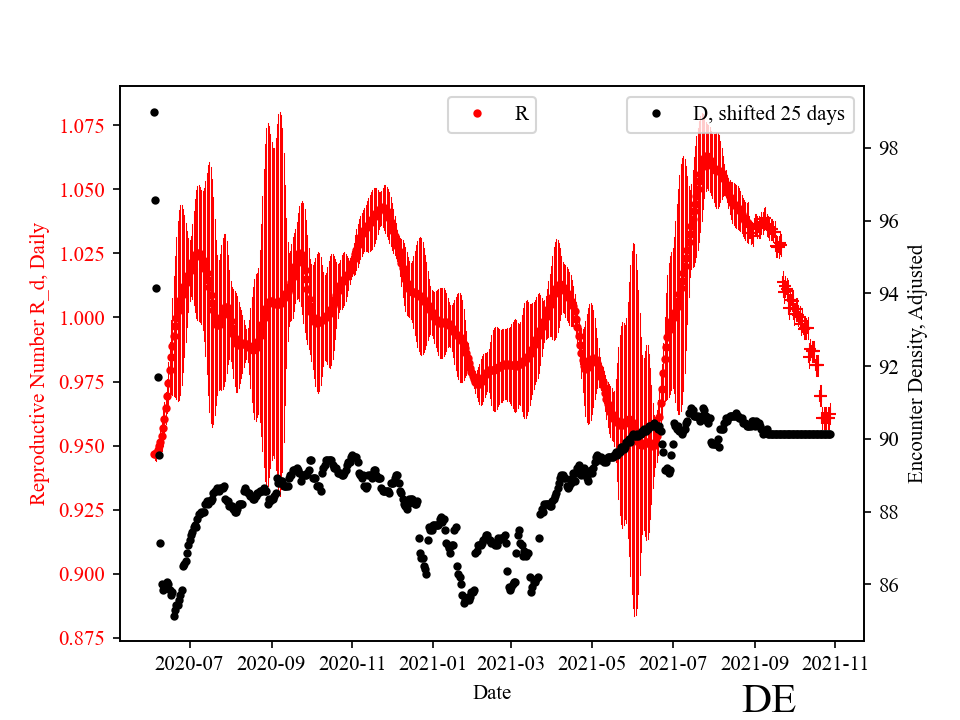 R
D, shifted 25 days
Reproductive Number R_d, Daily
1.075
1.050
1.025
1.000
0.975
0.950
0.925
0.900
0.875
98
96
94
92
90
88
86
Encounter Density, Adjusted
2020-07 2020-09 2020-11 2021-01 2021-03 2021-05 2021-07 2021-09 2021-11
Date
DE